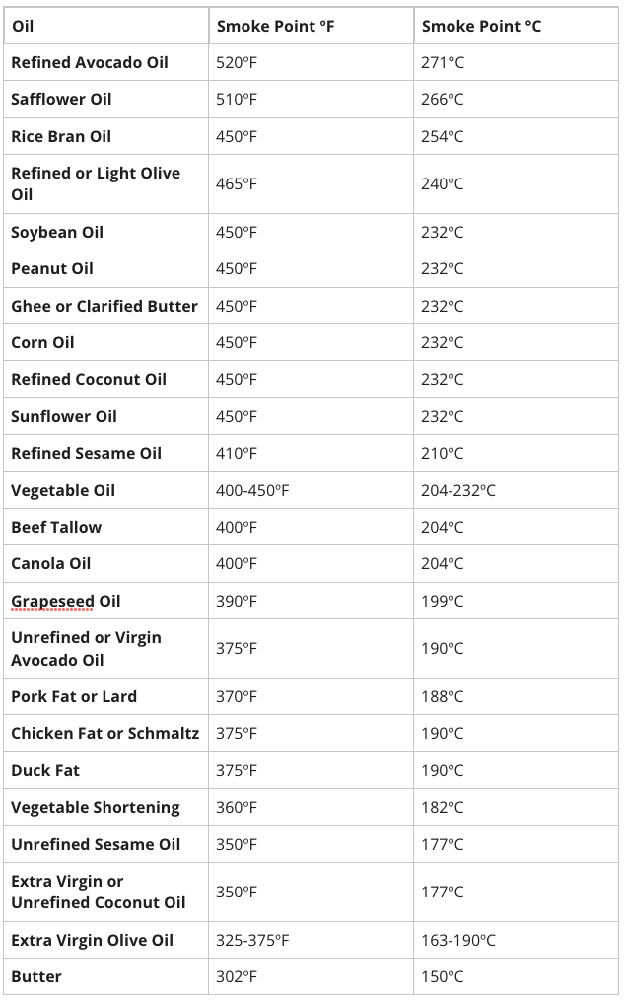 Oil Smoke Point ºF Smoke Point °C
Refined Avocado Oil 520ºF 271°C
Safflower Oil 510ºF 266ºC
Rice Bran Oil 450ºF 254ºC
Refined or Light Olive
Oil 465ºF 240ºC
Soybean Oil 450ºF 232ºC
Peanut Oil 450ºF 232ºC
Ghee or Clarified Butter 450ºF 232ºC
Corn Oil 450ºF 232ºC
Refined Coconut Oil 450ºF 232ºC
Sunflower Oil 450ºF 232ºC
Refined Sesame Oil 410ºF 210ºC
Vegetable Oil 400-450ºF 204-232ºC
Beef Tallow 400ºF 204ºC
Canola Oil 400ºF 204ºC
Grapeseed Oil 390ºF 199ºC
Unrefined or Virgin
Avocado Oil 375ºF 190ºC
Pork Fat or Lard 370ºF 188ºC
Chicken Fat or Schmaltz 375ºF 190ºC
Duck Fat 375ºF 190ºC
Vegetable Shortening 360ºF 182ºC
Unrefined Sesame Oil 350ºF 177ºC
Extra Virgin or
Unrefined Coconut Oil 350ºF 177ºC
Extra Virgin Olive Oil 325-375ºF 163-190ºC
Butter 302ºF 150ºC